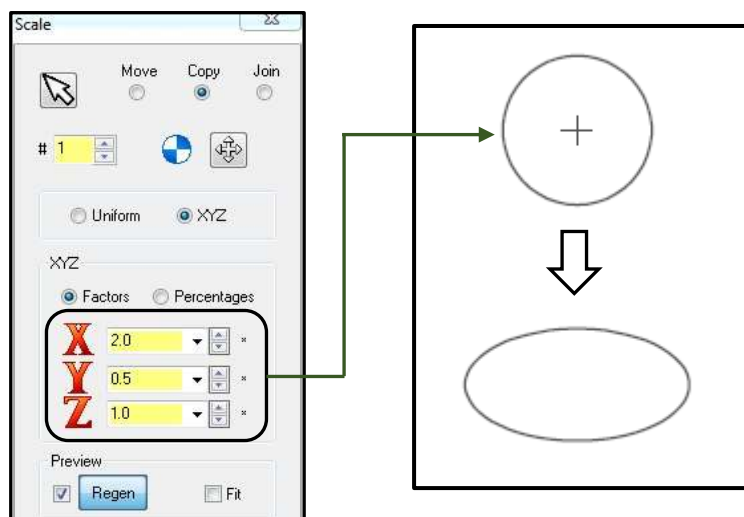 Scale
Move Copy Join
# 1
Uniform XYZ
XYZ
Factors Percentages
X 2.0
Y 0.5
Z 1.0
Preview
Regen Fit